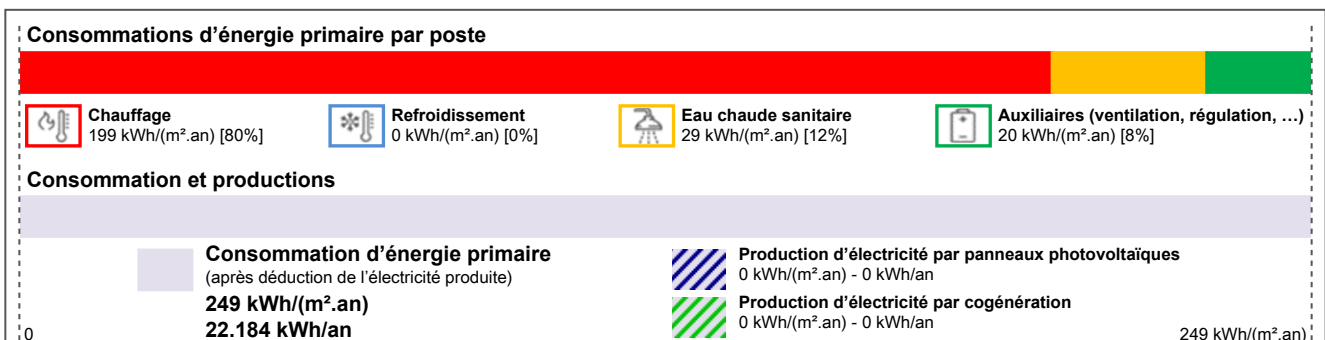 Consommations d’énergie primaire par poste
Chauffage
199 kWh/(m².an) [80%]
Refroidissement
0 kWh/(m².an) [0%]
Eau chaude sanitaire
29 kWh/(m².an) [12%]
Auxiliaires (ventilation, régulation, …)
20 kWh/(m².an) [8%]
Consommation et productions
Consommation d’énergie primaire
(après déduction de l’électricité produite)
249 kWh/(m².an)
22.184 kWh/an
Production d’électricité par panneaux photovoltaïques
0 kWh/(m².an) - 0 kWh/an
Production d’électricité par cogénération
0 kWh/(m².an) - 0 kWh/an
0
249 kWh/(m².an)